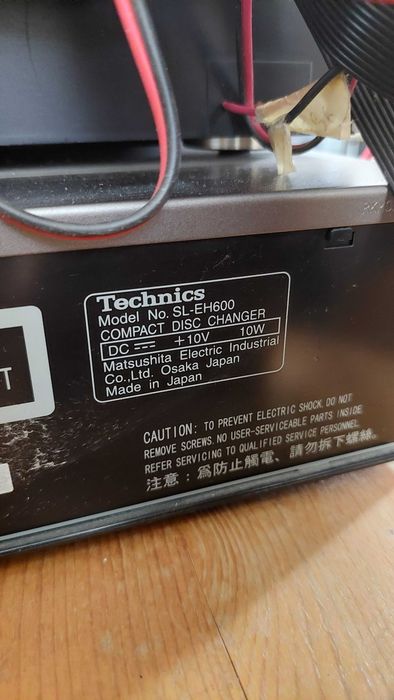 Technics
Model No. SL-EH600
COMPACT DISC CHANGER
DC ⎓ +10V 10W
Matsushita Electric Industrial
Co.,Ltd. Osaka Japan
Made in Japan
T
CAUTION: TO PREVENT ELECTRIC SHOCK DO NOT
REMOVE SCREWS. NO USER-SERVICEABLE PARTS INSIDE
REFER SERVICING TO QUALIFIED SERVICE PERSONNEL.
注意：為防止觸電、請勿拆下螺絲。